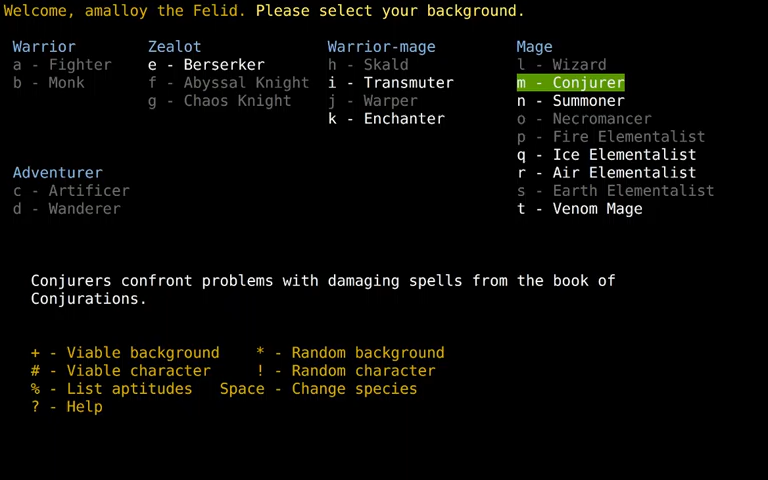 Welcome, amalloy the Felid. Please select your background.
Warrior
a - Fighter
b - Monk
Adventurer
c - Artificer
d - Wanderer
Zealot
e - Berserker
f - Abyssal Knight
g - Chaos Knight
Warrior-mage
h - Skald
i - Transmuter
j - Warper
k - Enchanter
Mage
l - Wizard
m - Conjurer
n - Summoner
o - Necromancer
p - Fire Elementalist
q - Ice Elementalist
r - Air Elementalist
s - Earth Elementalist
t - Venom Mage
Conjurers confront problems with damaging spells from the book of
Conjurations.
+ - Viable background * - Random background
# - Viable character ! - Random character
% - List aptitudes Space - Change species
? - Help